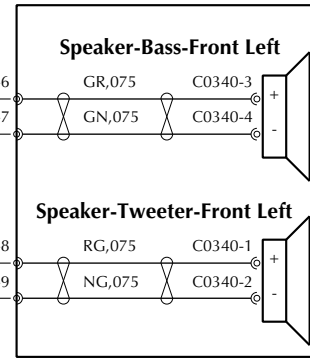 Speaker-Bass-Front Left
6 GR,075 C0340-3 +
7 GN,075 C0340-4 -
Speaker-Tweeter-Front Left
8 RG,075 C0340-1 +
9 NG,075 C0340-2 -